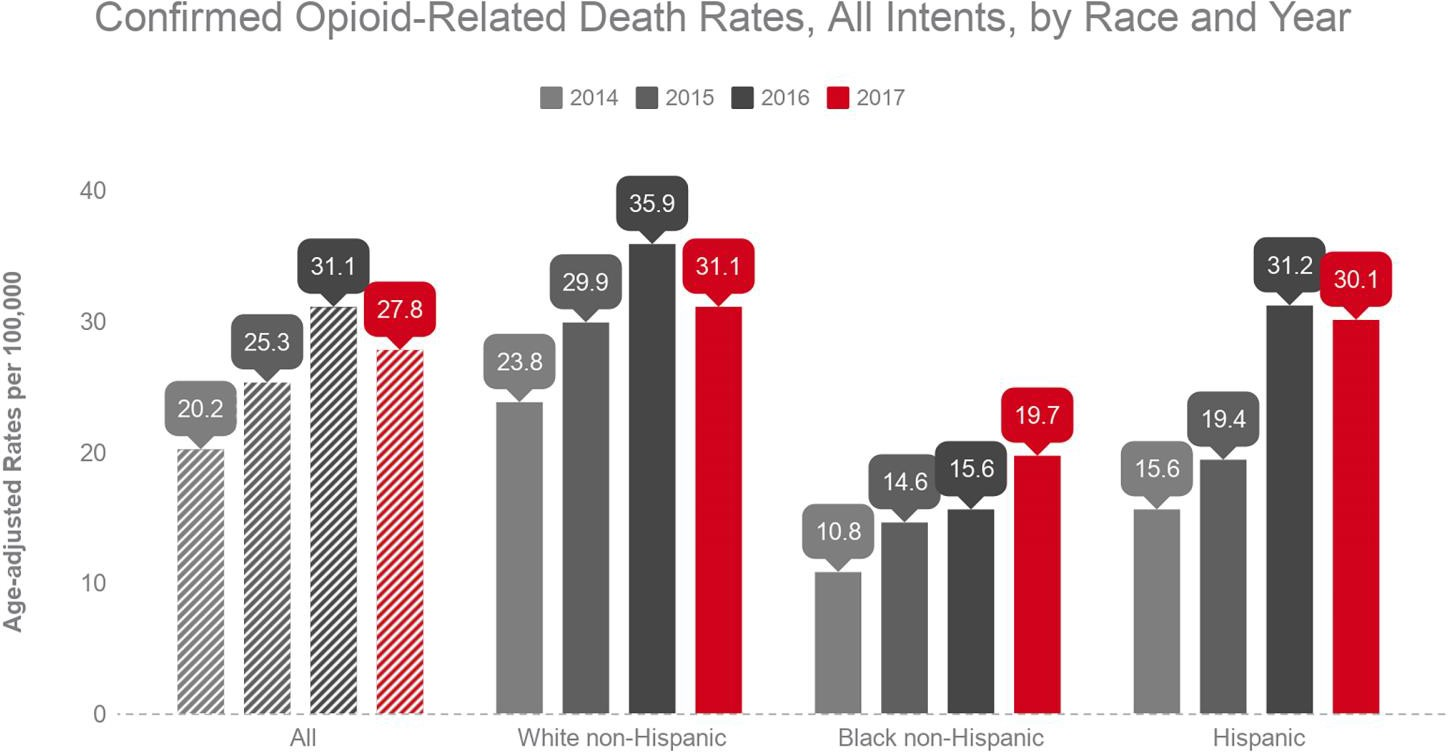 Confirmed Opioid-Related Death Rates, All Intents, by Race and Year
2014 2015 2016 2017
Age-adjusted Rates per 100,000
40
30
20
10
0
20.2 25.3 31.1 27.8
23.8 29.9 35.9 31.1
10.8 14.6 15.6 19.7
15.6 19.4 31.2 30.1
All White non-Hispanic Black non-Hispanic Hispanic